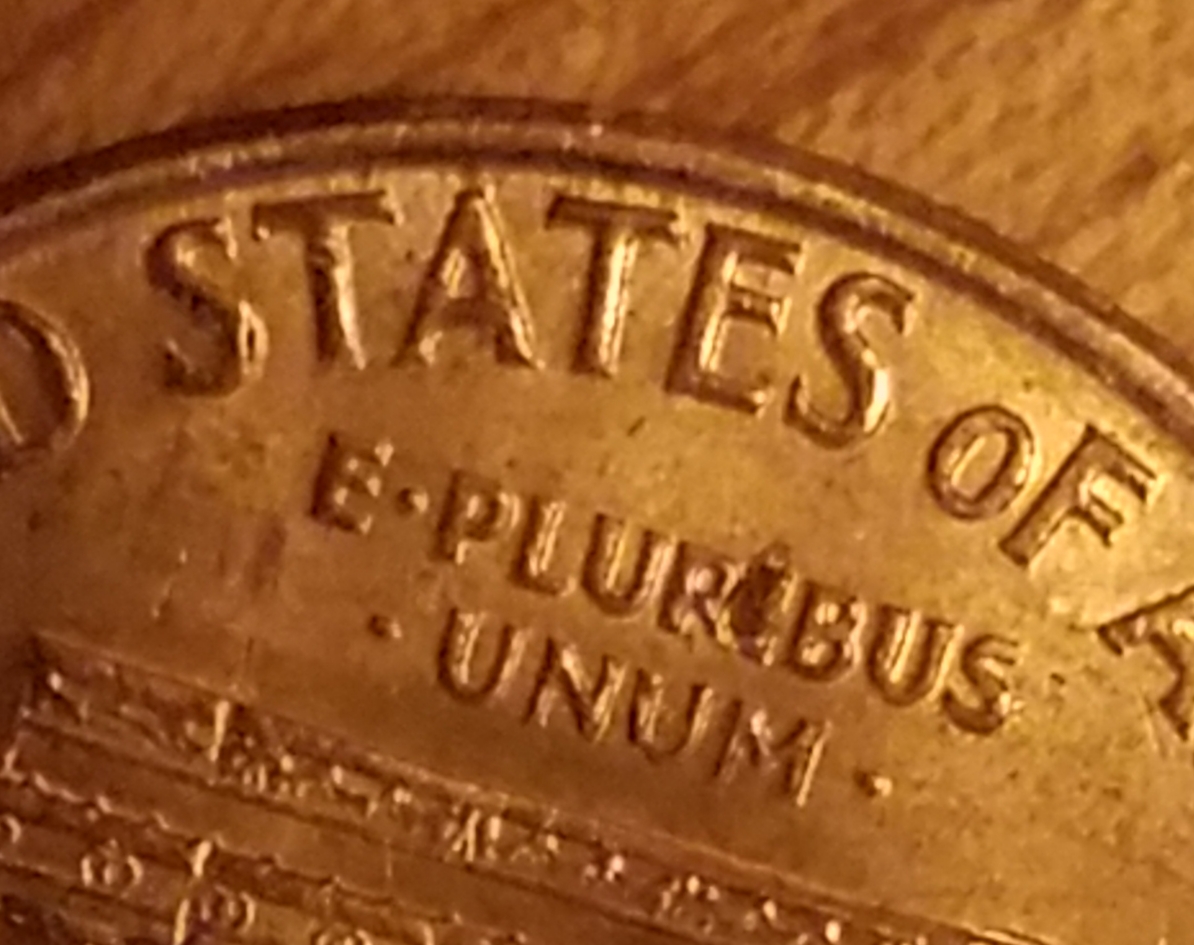 D STATES OF A
E·PLURIBUS
·UNUM·